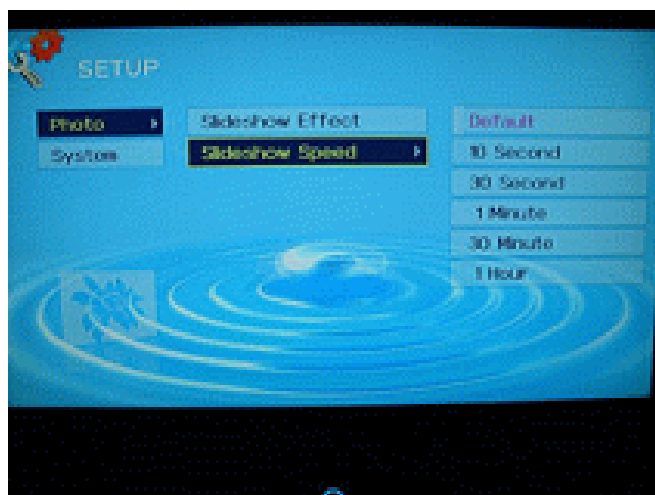 SETUP
Photo
System
Slideshow Effect
Slideshow Speed
Default
10 Second
30 Second
1 Minute
30 Minute
1 Hour